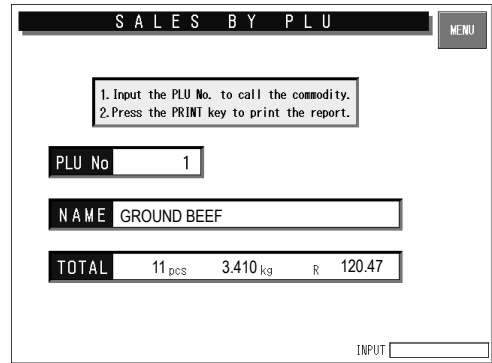 SALES BY PLU
MENU
1. Input the PLU No. to call the commodity.
2. Press the PRINT key to print the report.
PLU No 1
NAME GROUND BEEF
TOTAL 11 pcs 3.410 kg R 120.47
INPUT